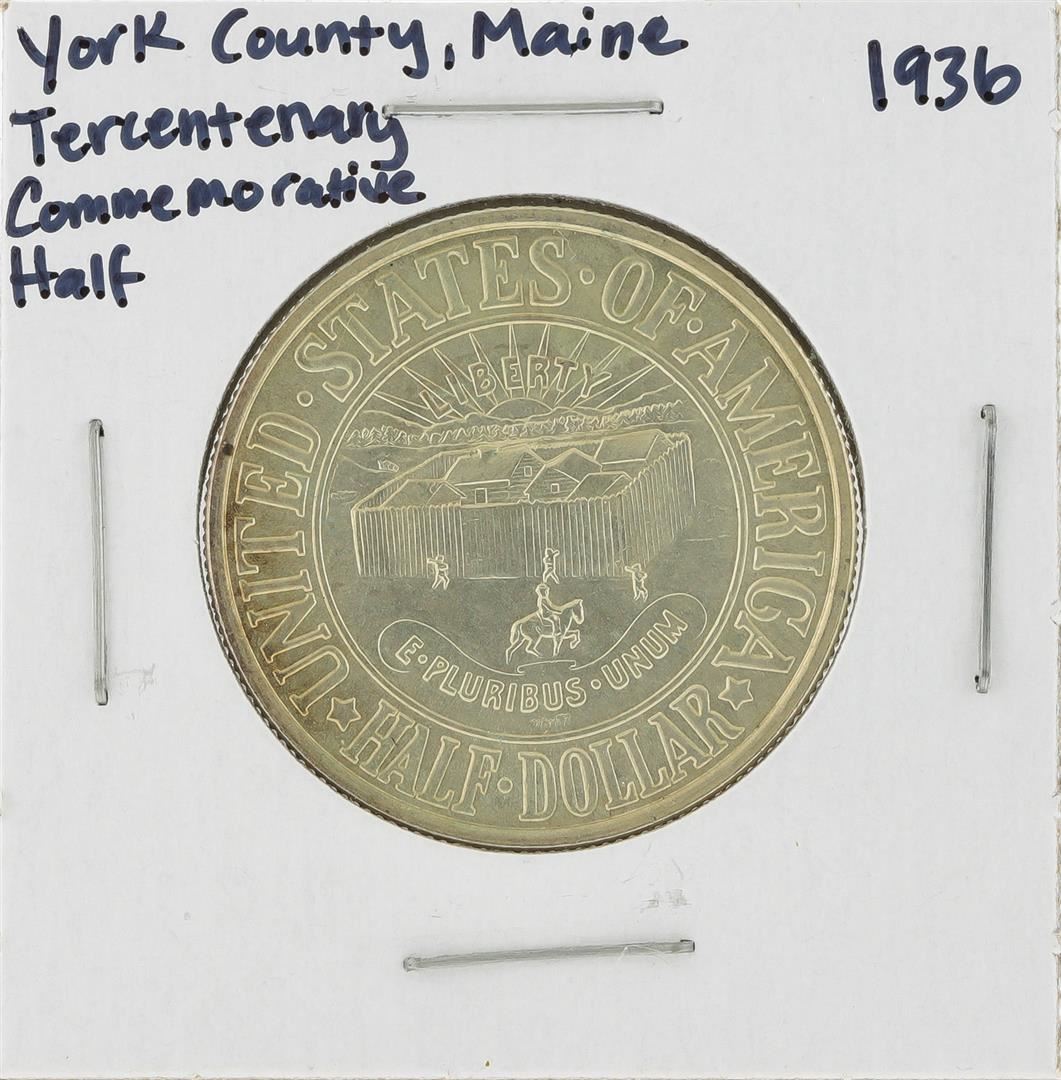 York County, Maine
1936
Tercentenary
Commemorative
Half
UNITED · STATES · OF · AMERICA
LIBERTY
E · PLURIBUS · UNUM
HALF · DOLLAR